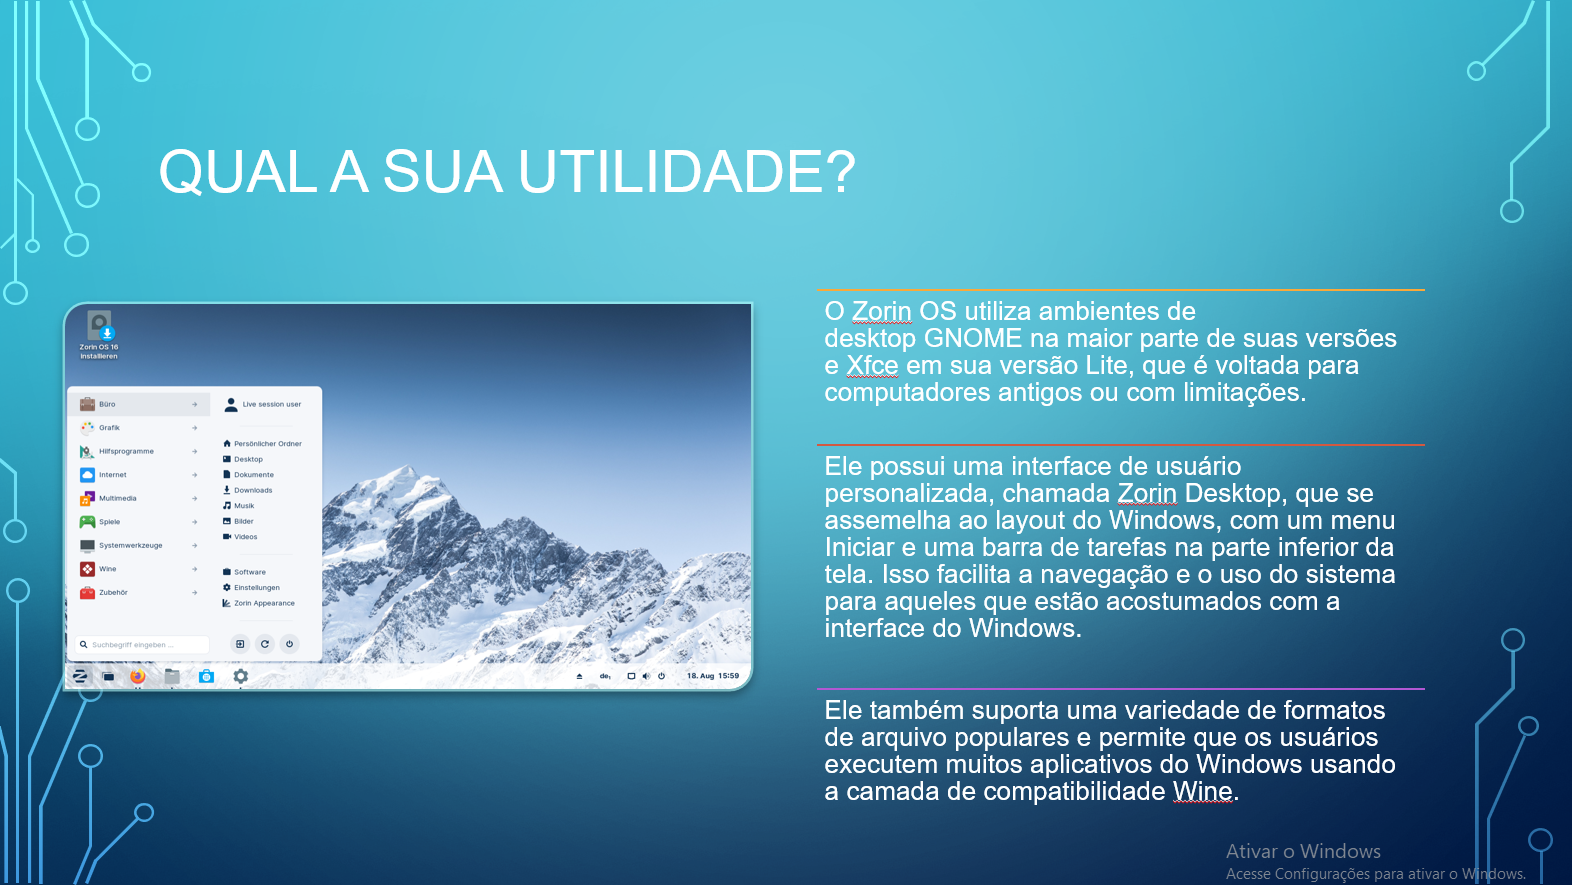 QUAL A SUA UTILIDADE?
Zorin OS 16
installieren
Büro
Grafik
Hilfsprogramme
Internet
Multimedia
Spiele
Systemwerkzeuge
Wine
Zubehör
Suchbegriff eingeben ...
Live session user
Persönlicher Ordner
Desktop
Dokumente
Downloads
Musik
Bilder
Videos
Software
Einstellungen
Zorin Appearance
de₁
18. Aug 15:59
O Zorin OS utiliza ambientes de
desktop GNOME na maior parte de suas versões
e Xfce em sua versão Lite, que é voltada para
computadores antigos ou com limitações.
Ele possui uma interface de usuário
personalizada, chamada Zorin Desktop, que se
assemelha ao layout do Windows, com um menu
Iniciar e uma barra de tarefas na parte inferior da
tela. Isso facilita a navegação e o uso do sistema
para aqueles que estão acostumados com a
interface do Windows.
Ele também suporta uma variedade de formatos
de arquivo populares e permite que os usuários
executem muitos aplicativos do Windows usando
a camada de compatibilidade Wine.
Ativar o Windows
Acesse Configurações para ativar o Windows.